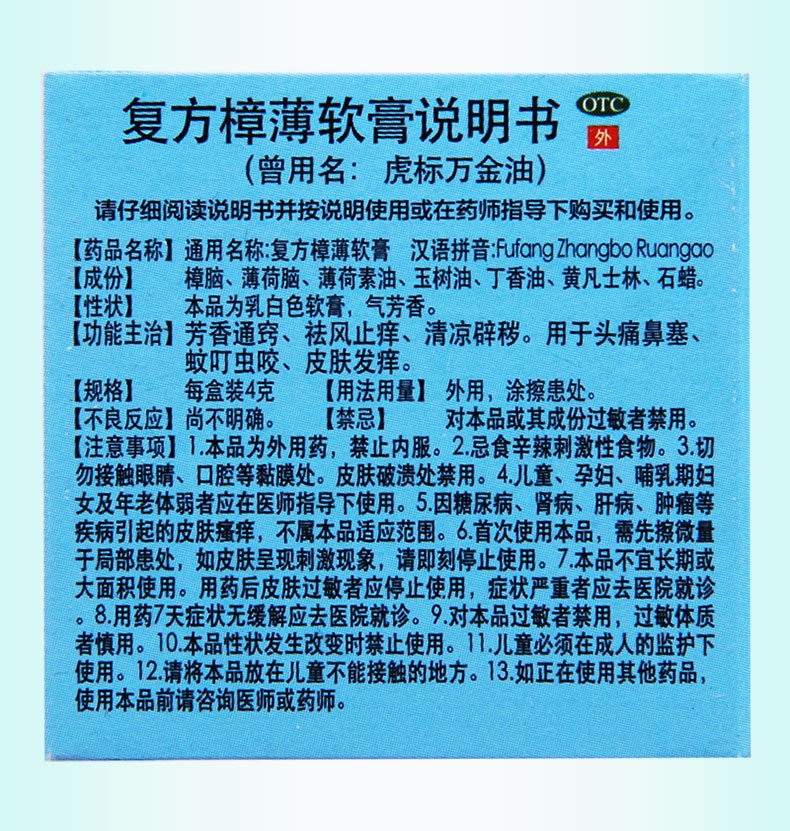 复方樟薄软膏说明书
OTC
外
(曾用名：虎标万金油)
请仔细阅读说明书并按说明使用或在药师指导下购买和使用。
【药品名称】通用名称:复方樟薄软膏 汉语拼音:Fufang Zhangbo Ruangao
【成份】 樟脑、薄荷脑、薄荷素油、玉树油、丁香油、黄凡士林、石蜡。
【性状】 本品为乳白色软膏，气芳香。
【功能主治】芳香通窍、祛风止痒、清凉辟秽。用于头痛鼻塞、
蚊叮虫咬、皮肤发痒。
【规格】 每盒装4克 【用法用量】 外用，涂擦患处。
【不良反应】尚不明确。 【禁忌】 对本品或其成份过敏者禁用。
【注意事项】1.本品为外用药，禁止内服。2.忌食辛辣刺激性食物。3.切
勿接触眼睛、口腔等黏膜处。皮肤破溃处禁用。4.儿童、孕妇、哺乳期妇
女及年老体弱者应在医师指导下使用。5.因糖尿病、肾病、肝病、肿瘤等
疾病引起的皮肤瘙痒，不属本品适应范围。6.首次使用本品，需先擦微量
于局部患处，如皮肤呈现刺激现象，请即刻停止使用。7.本品不宜长期或
大面积使用。用药后皮肤过敏者应停止使用，症状严重者应去医院就诊
。8.用药7天症状无缓解应去医院就诊。9.对本品过敏者禁用，过敏体质
者慎用。10.本品性状发生改变时禁止使用。11.儿童必须在成人的监护下
使用。12.请将本品放在儿童不能接触的地方。13.如正在使用其他药品，
使用本品前请咨询医师或药师。